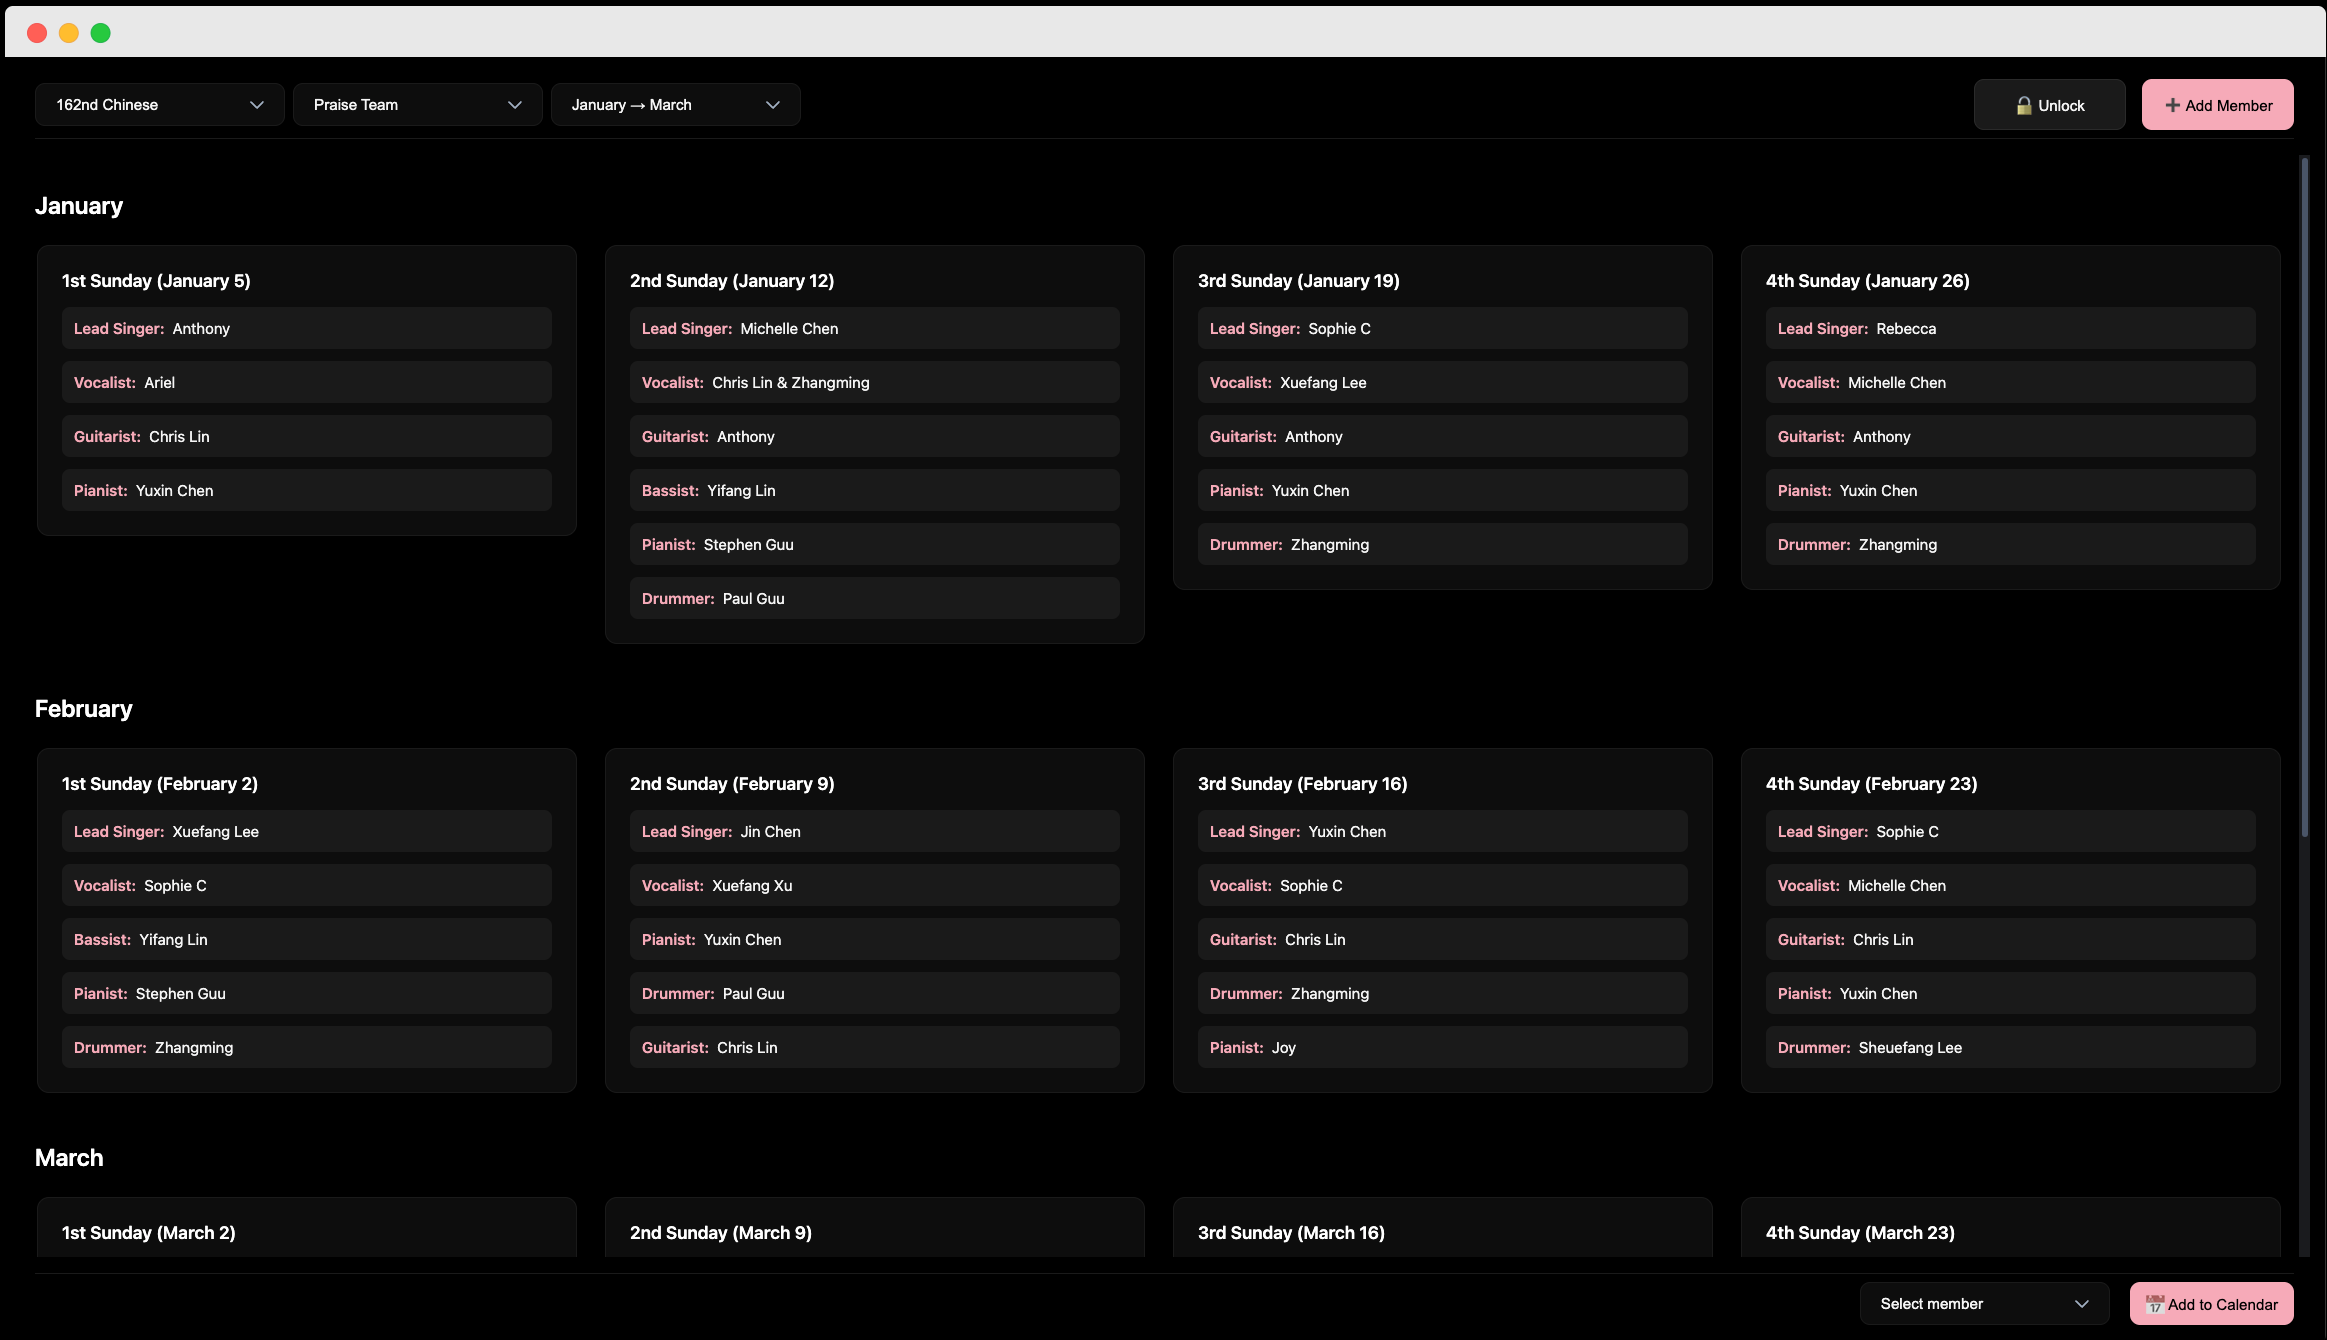 162nd Chinese
Praise Team
January → March
🔓 Unlock
➕ Add Member
January
1st Sunday (January 5)
Lead Singer: Anthony
Vocalist: Ariel
Guitarist: Chris Lin
Pianist: Yuxin Chen
2nd Sunday (January 12)
Lead Singer: Michelle Chen
Vocalist: Chris Lin & Zhangming
Guitarist: Anthony
Bassist: Yifang Lin
Pianist: Stephen Guu
Drummer: Paul Guu
3rd Sunday (January 19)
Lead Singer: Sophie C
Vocalist: Xuefang Lee
Guitarist: Anthony
Pianist: Yuxin Chen
Drummer: Zhangming
4th Sunday (January 26)
Lead Singer: Rebecca
Vocalist: Michelle Chen
Guitarist: Anthony
Pianist: Yuxin Chen
Drummer: Zhangming
February
1st Sunday (February 2)
Lead Singer: Xuefang Lee
Vocalist: Sophie C
Bassist: Yifang Lin
Pianist: Stephen Guu
Drummer: Zhangming
2nd Sunday (February 9)
Lead Singer: Jin Chen
Vocalist: Xuefang Xu
Pianist: Yuxin Chen
Drummer: Paul Guu
Guitarist: Chris Lin
3rd Sunday (February 16)
Lead Singer: Yuxin Chen
Vocalist: Sophie C
Guitarist: Chris Lin
Drummer: Zhangming
Pianist: Joy
4th Sunday (February 23)
Lead Singer: Sophie C
Vocalist: Michelle Chen
Guitarist: Chris Lin
Pianist: Yuxin Chen
Drummer: Sheuefang Lee
March
1st Sunday (March 2)
2nd Sunday (March 9)
3rd Sunday (March 16)
4th Sunday (March 23)
Select member
📅 Add to Calendar